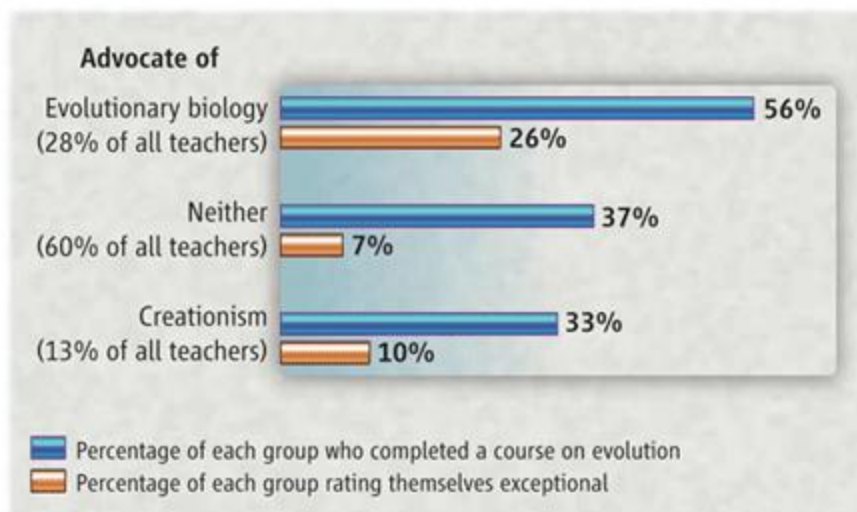 Advocate of
Evolutionary biology
(28% of all teachers)
56%
26%
Neither
(60% of all teachers)
37%
7%
Creationism
(13% of all teachers)
33%
10%
Percentage of each group who completed a course on evolution
Percentage of each group rating themselves exceptional